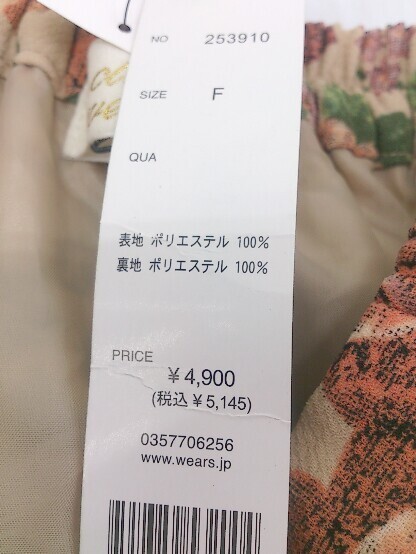 NO 253910
SIZE F
QUA
表地 ポリエステル 100%
裏地 ポリエステル 100%
PRICE
¥4,900
(税込¥5,145)
0357706256
www.wears.jp